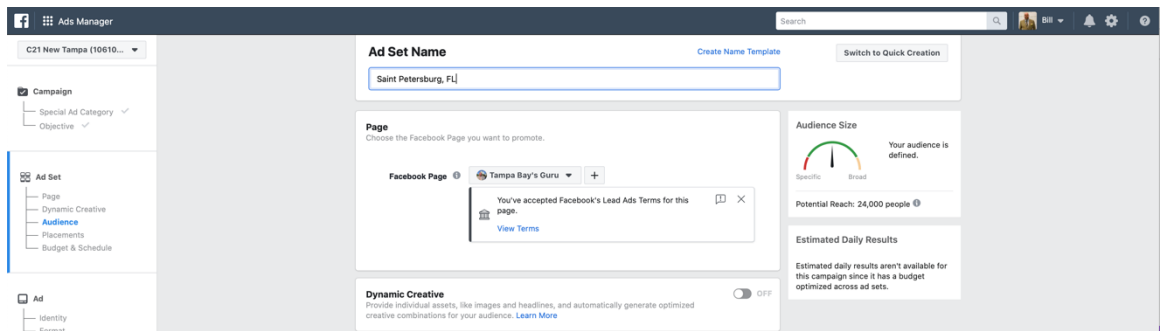 Ads Manager
Search
Bill
C21 New Tampa (10610...
Campaign
Special Ad Category
Objective
Ad Set
Page
Dynamic Creative
Audience
Placements
Budget & Schedule
Ad
Identity
Format
Ad Set Name
Create Name Template
Switch to Quick Creation
Saint Petersburg, FL
Page
Choose the Facebook Page you want to promote.
Facebook Page
Tampa Bay's Guru
You've accepted Facebook's Lead Ads Terms for this
page.
View Terms
Dynamic Creative
OFF
Provide individual assets, like images and headlines, and automatically generate optimized
creative combinations for your audience. Learn More
Audience Size
Your audience is
defined.
Specific
Broad
Potential Reach: 24,000 people
Estimated Daily Results
Estimated daily results aren't available for
this campaign since it has a budget
optimized across ad sets.